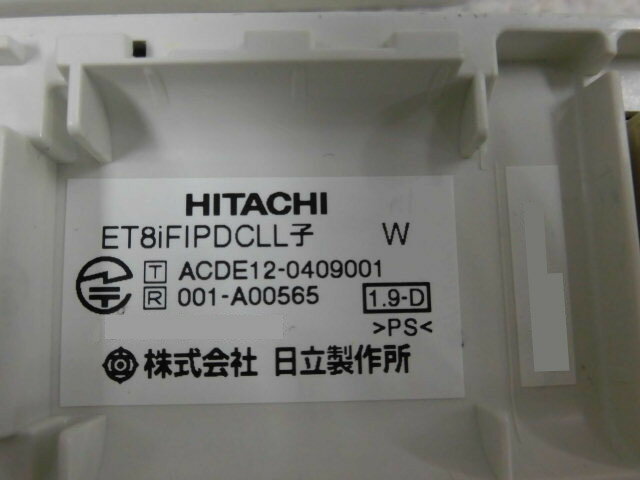 HITACHI
ET8iFIPDCLL子 W
T ACDE12-0409001
R 001-A00565 1.9-D
>PS<
株式会社 日立製作所